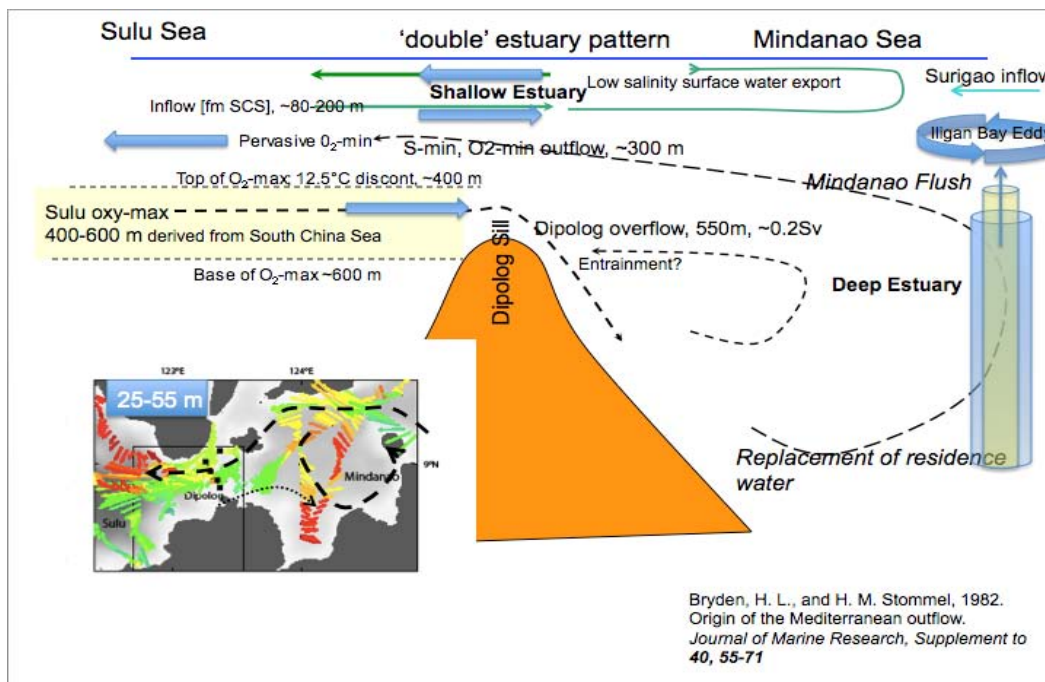 Sulu Sea
'double' estuary pattern
Mindanao Sea
Low salinity surface water export
Shallow Estuary
Surigao inflow
Inflow [fm SCS], ~80-200 m
Iligan Bay Eddy
Pervasive 0₂-min
S-min, O2-min outflow, ~300 m
Top of O₂-max; 12.5°C discont, ~400 m
Mindanao Flush
Sulu oxy-max
400-600 m derived from South China Sea
Dipolog Sill
Dipolog overflow, 550m, ~0.2Sv
Entrainment?
Base of O₂-max ~600 m
Deep Estuary
123°E
124°E
25-55 m
9°N
Mindanao
Dipolog
Sulu
Replacement of residence
water
Bryden, H. L., and H. M. Stommel, 1982.
Origin of the Mediterranean outflow.
Journal of Marine Research, Supplement to
40, 55-71